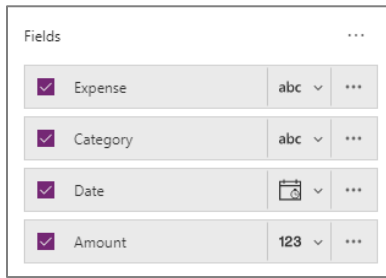 Fields ...
Expense abc ...
Category abc ...
Date ...
Amount 123 ...